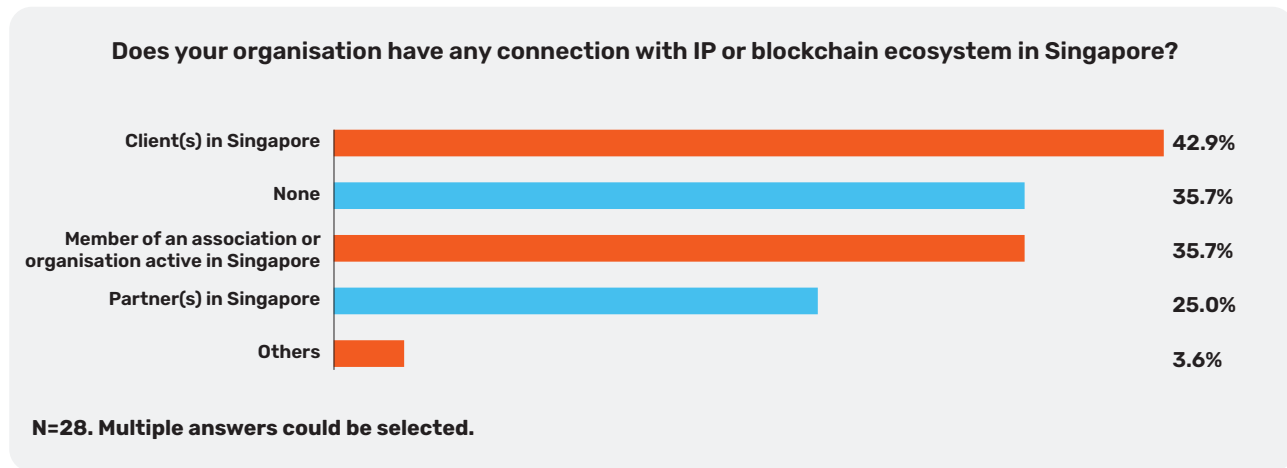 Does your organisation have any connection with IP or blockchain ecosystem in Singapore?
Client(s) in Singapore
42.9%
None
35.7%
Member of an association or
organisation active in Singapore
35.7%
Partner(s) in Singapore
25.0%
Others
3.6%
N=28. Multiple answers could be selected.